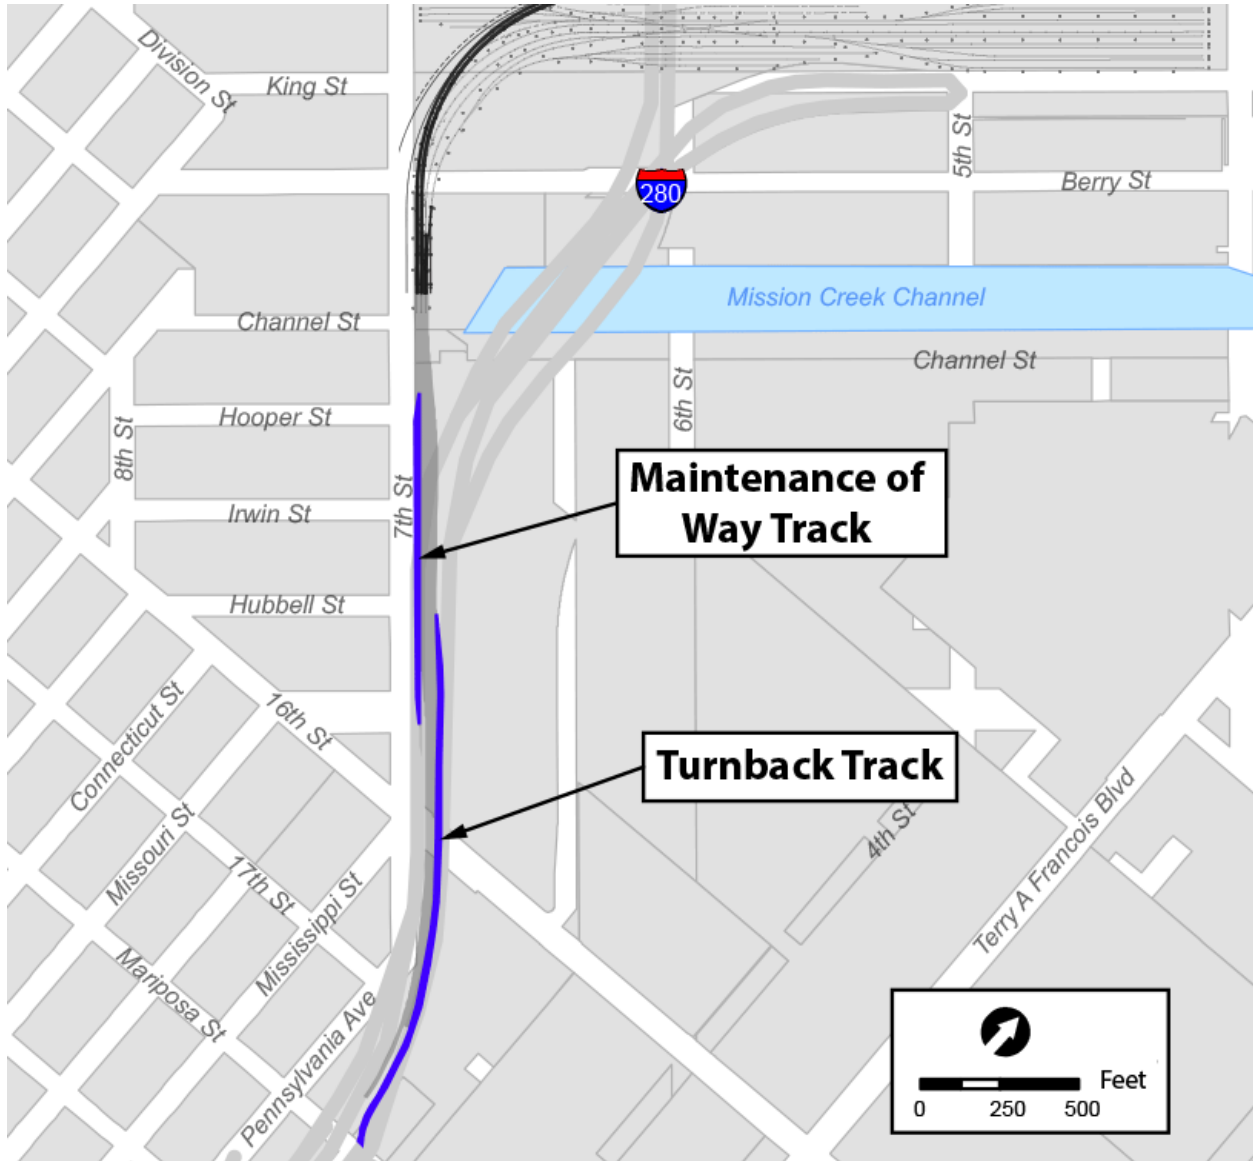 Division St
King St
5th St
280
Berry St
Mission Creek Channel
Channel St
Channel St
6th St
Hooper St
8th St
7th St
Maintenance of
Way Track
Irwin St
Hubbell St
Connecticut St
16th St
Turnback Track
Missouri St
4th St
Terry A Francois Blvd
17th St
Mississippi St
Mariposa St
Pennsylvania Ave
Feet
0 250 500